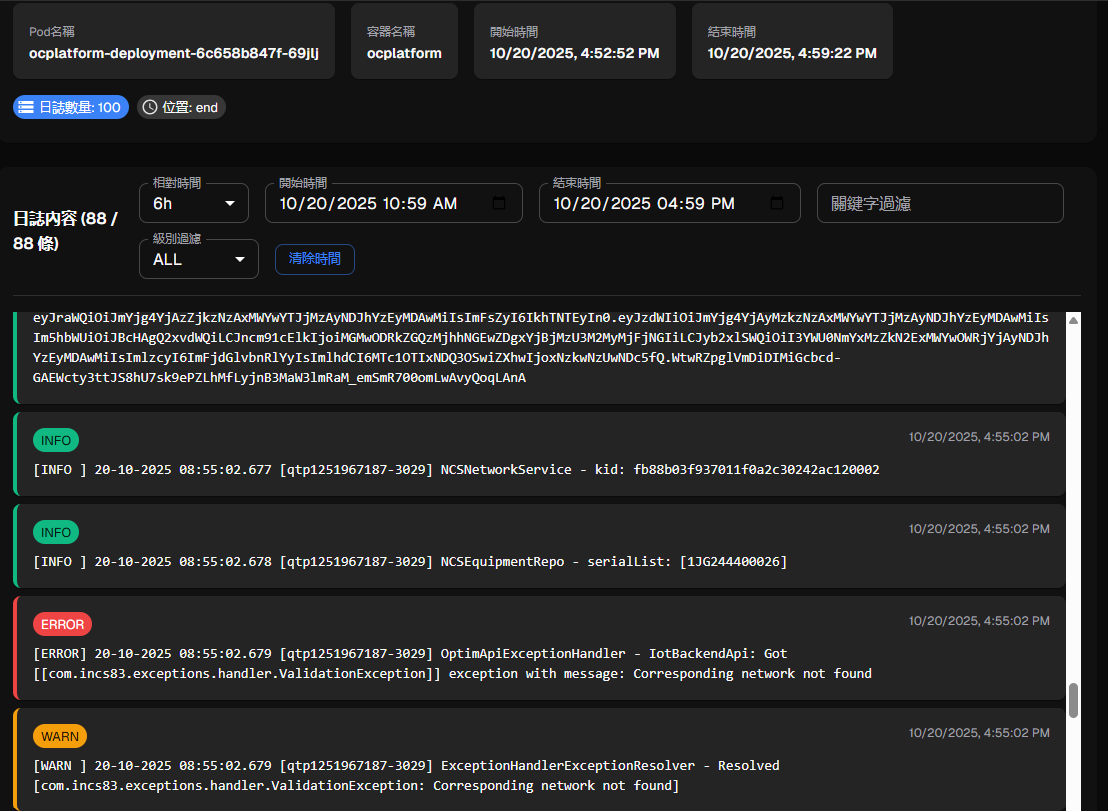 Pod名稱
ocplatform-deployment-6c658b847f-69jlj
容器名稱
ocplatform
開始時間
10/20/2025, 4:52:52 PM
結束時間
10/20/2025, 4:59:22 PM
日誌數量: 100
位置: end
日誌內容 (88 /
88 條)
相對時間
6h
開始時間
10/20/2025 10:59 AM
結束時間
10/20/2025 04:59 PM
關鍵字過濾
級別過濾
ALL
清除時間
eyJraWQiOiJmYjg4YjAzZjkzNzAxMWYwYTJjMzAyNDJhYzEyMDAwMiIsImFsZyI6IkhTNTEyIn0.eyJzdWIiOiJmYjg4YjAyMzkzNzAxMWYwYTJjMzAyNDJhYzEyMDAwMiIs
Im5hbWUiOiJBcHAgQ2xvdWQiLCJncm91cElkIjoiMGMwODRkZGQzMjhhNGEwZDgxYjBjMzU3M2MyMjFjNGIiLCJyb2xlSWQiOiI3YWU0NmYxMzZkN2ExMWYwOWRjYjAyNDJh
YzEyMDAwMiIsImlzcyI6ImFjdGlvbnRlYyIsImlhdCI6MTc1OTIxNDQ3OSwiZXhwIjoxNzkwNzUwNDc5fQ.WtwRZpglVmDiDIMiGcbcd-
GAEWcty3ttJS8hU7sk9ePZLhMfLyjnB3MaW3lmRaM_emSmR700omLwAvyQoqLAnA
INFO
10/20/2025, 4:55:02 PM
[INFO ] 20-10-2025 08:55:02.677 [qtp1251967187-3029] NCSNetworkService - kid: fb88b03f937011f0a2c30242ac120002
INFO
10/20/2025, 4:55:02 PM
[INFO ] 20-10-2025 08:55:02.678 [qtp1251967187-3029] NCSEquipmentRepo - serialList: [1JG244400026]
ERROR
10/20/2025, 4:55:02 PM
[ERROR] 20-10-2025 08:55:02.679 [qtp1251967187-3029] OptimApiExceptionHandler - IotBackendApi: Got
[[com.incs83.exceptions.handler.ValidationException]] exception with message: Corresponding network not found
WARN
10/20/2025, 4:55:02 PM
[WARN ] 20-10-2025 08:55:02.679 [qtp1251967187-3029] ExceptionHandlerExceptionResolver - Resolved
[com.incs83.exceptions.handler.ValidationException: Corresponding network not found]